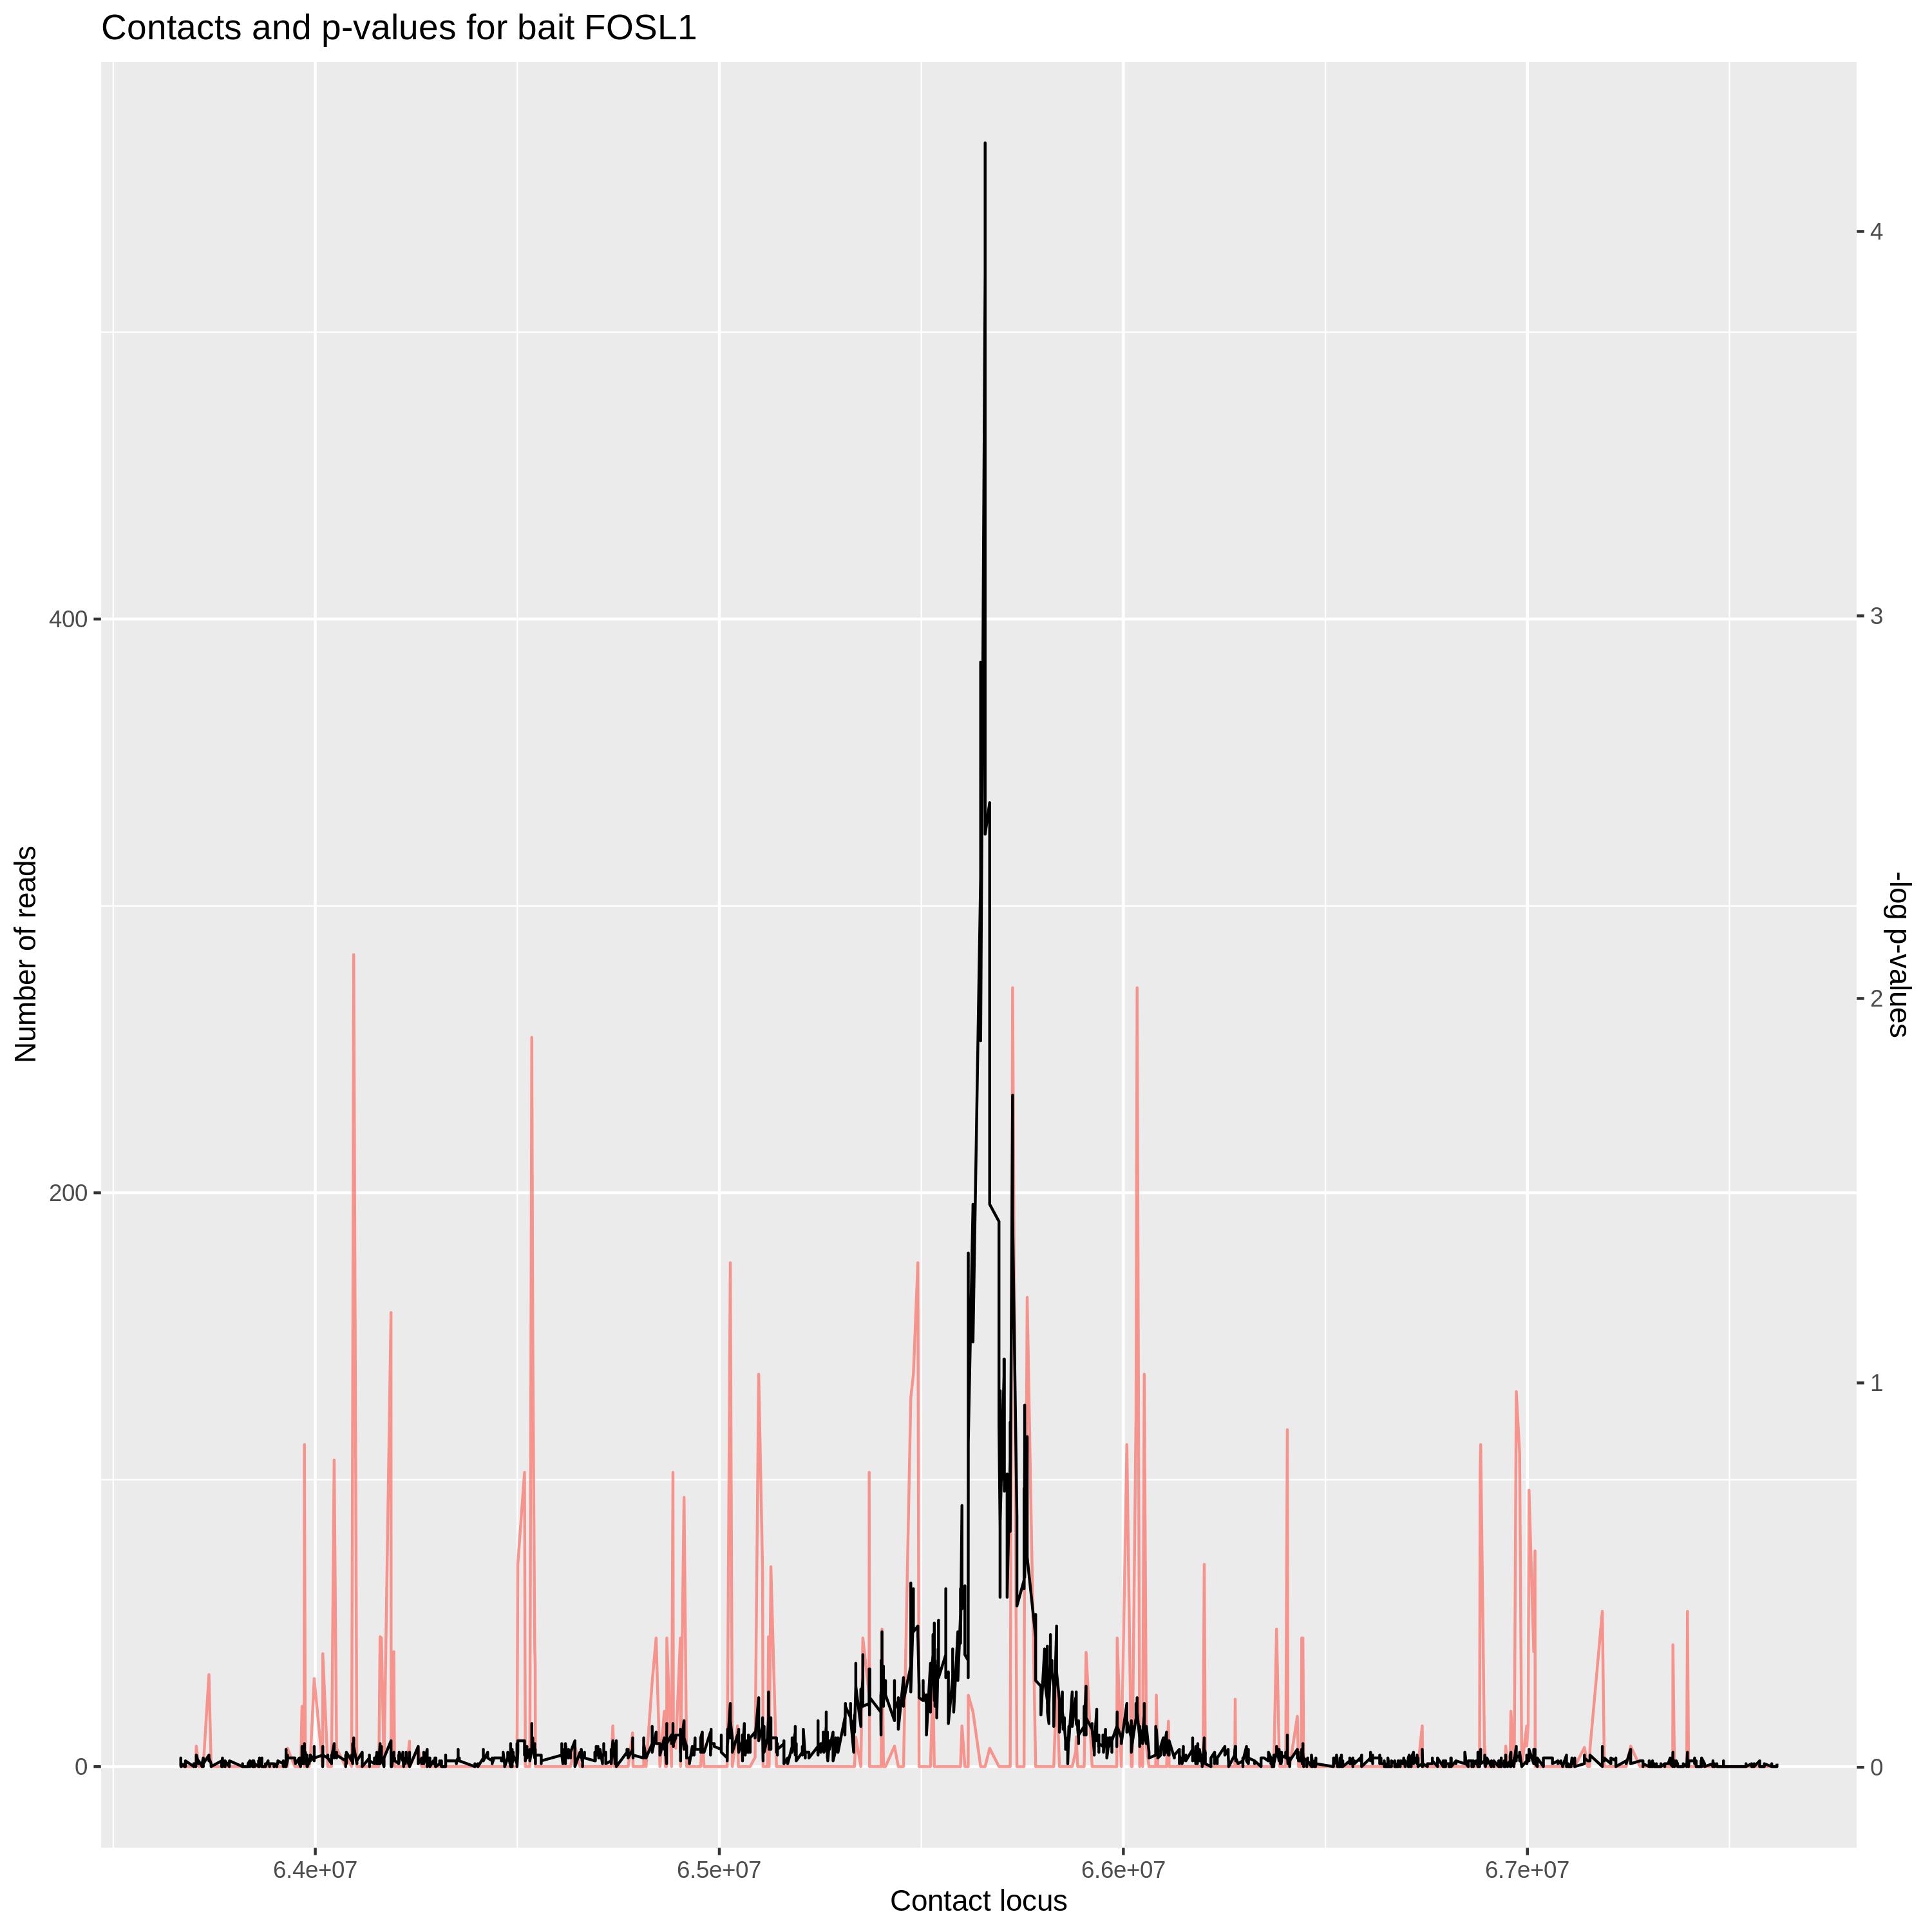 Contacts and p-values for bait FOSL1
Number of reads
400
200
0
4
3
2
1
0
-log p-values
6.4e+07
6.5e+07
6.6e+07
6.7e+07
Contact locus